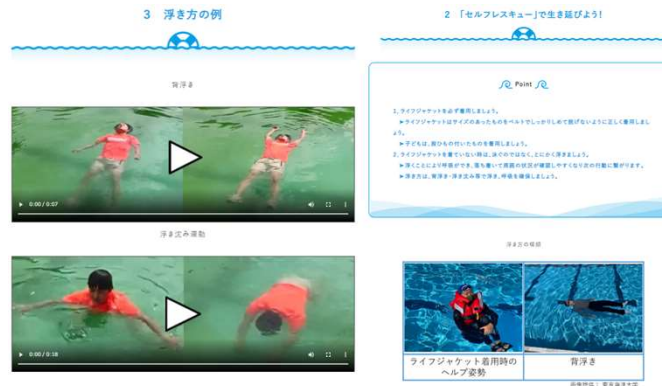 3 浮き方の例
背浮き
0:00 / 0:07
浮き沈み運動
0:00 / 0:18
2 「セルフレスキュー」で生き延びよう！
Point
1, ライフジャケットを必ず着用しましょう。
▶ライフジャケットはサイズのあったものをベルトでしっかりしめて脱げないように正しく着用しまし
ょう。
▶子どもは、股ひもの付いたものを着用しましょう。
2, ライフジャケットを着ていない時は、泳ぐのではなく、とにかく浮きましょう。
▶浮くことにより呼吸ができ、落ち着いて周囲の状況が確認しやすくなり次の行動に繋がります。
▶浮き方は、背浮き・浮き沈み等で浮き、呼吸を確保しましょう。
浮き方の種類
ライフジャケット着用時の
ヘルプ姿勢
背浮き
画像提供：東京海洋大学